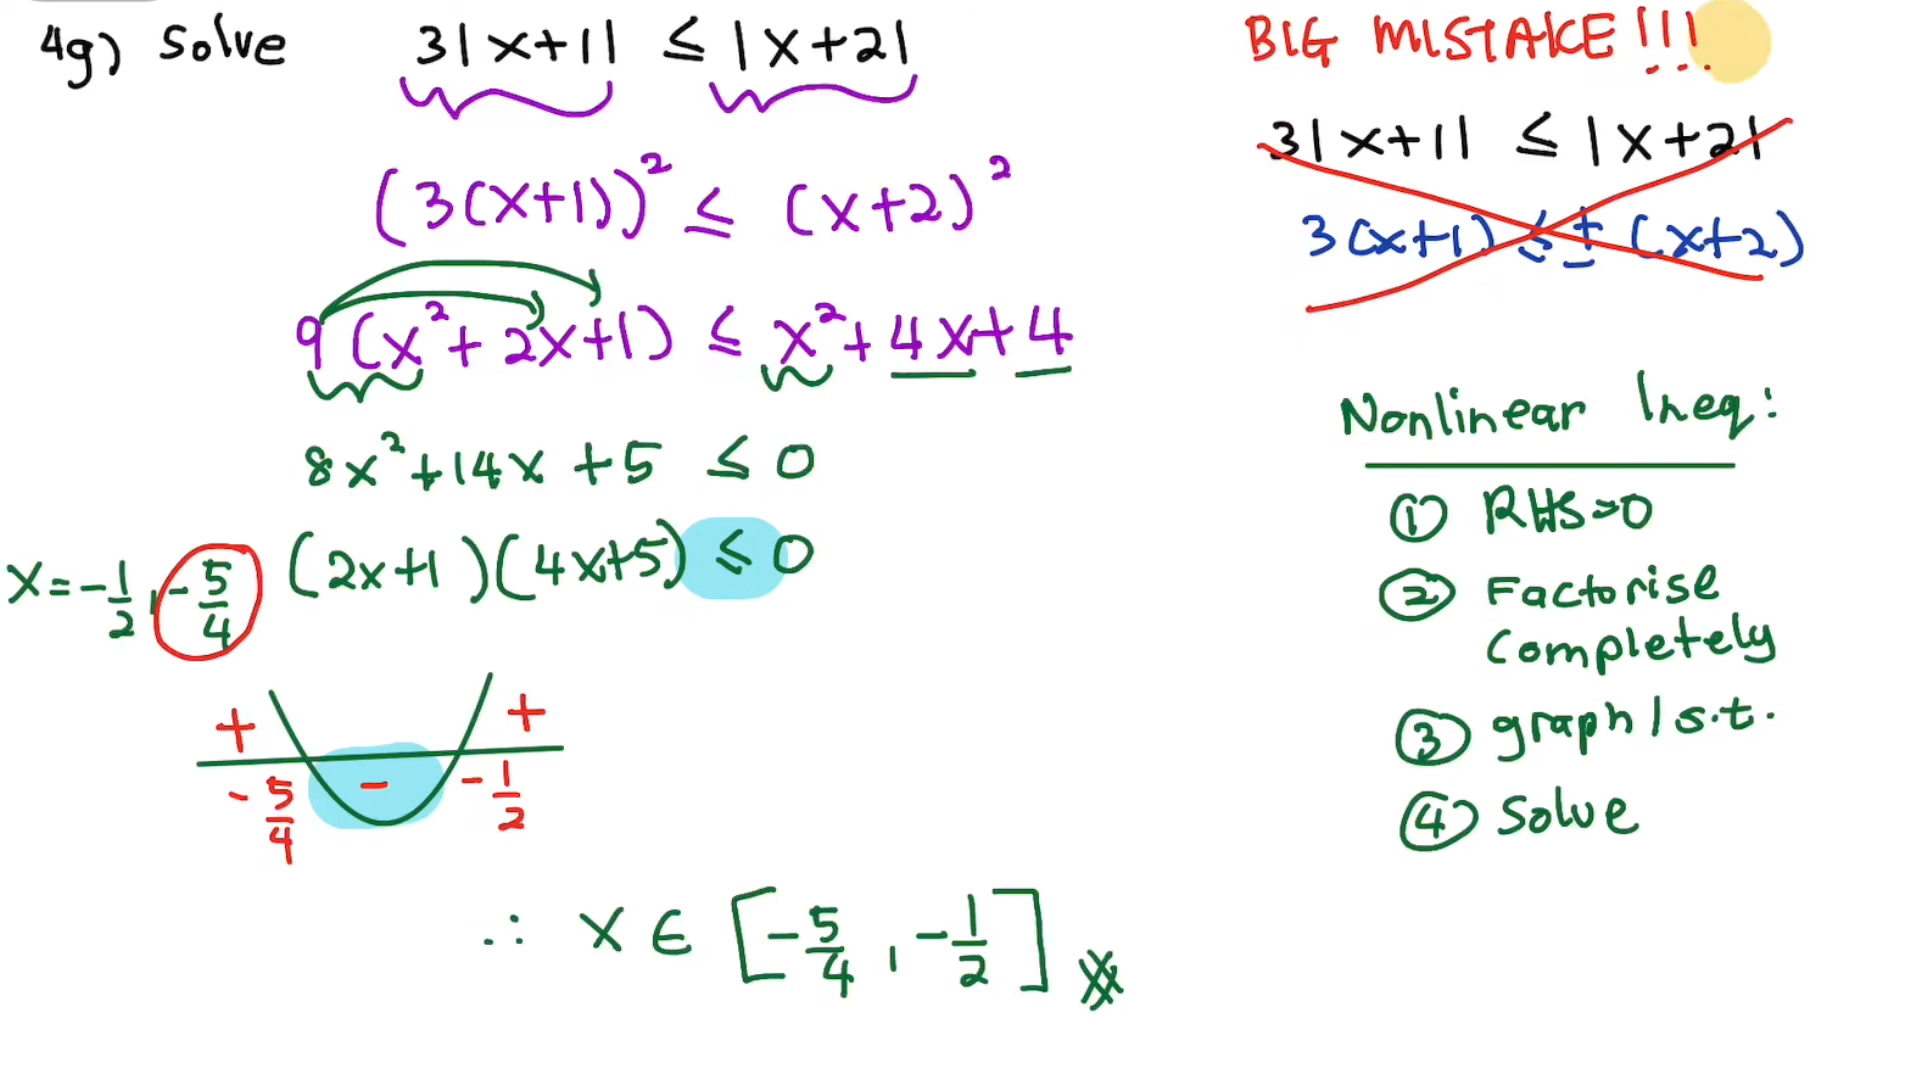 4g) Solve 3|x+1| ≤ |x+2|
(3(x+1))² ≤ (x+2)²
9(x²+2x+1) ≤ x²+4x+4
8x²+14x+5 ≤ 0
x=-1/2, -5/4 (2x+1)(4x+5) ≤ 0
+ +
-5/4 - -1/2
∴ x ∈ [-5/4, -1/2]
BIG MISTAKE!!!
3|x+1| ≤ |x+2|
3(x+1) ≤ ± (x+2)
Nonlinear Ineq:
① RHS=0
② Factorise
Completely
③ graph/s.t.
④ Solve